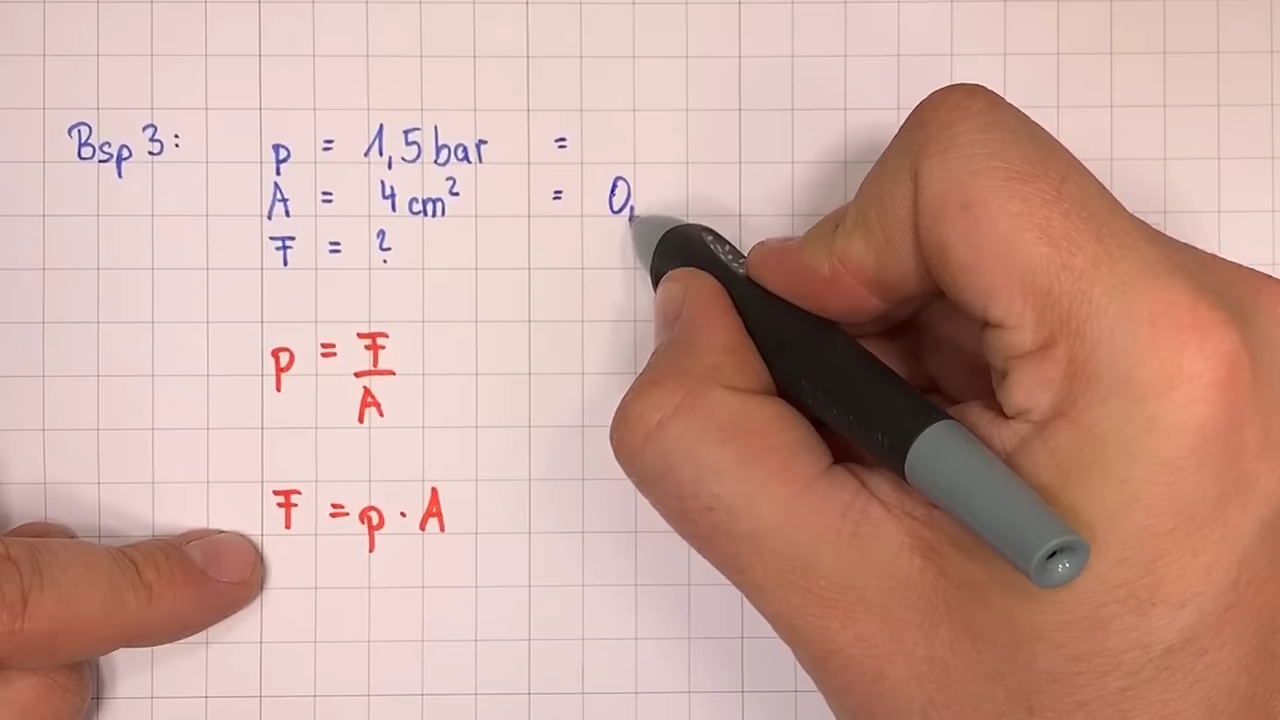 Bsp 3: p = 1,5 bar =
A = 4 cm² = 0,
F = ?
p = F/A
F = p · A